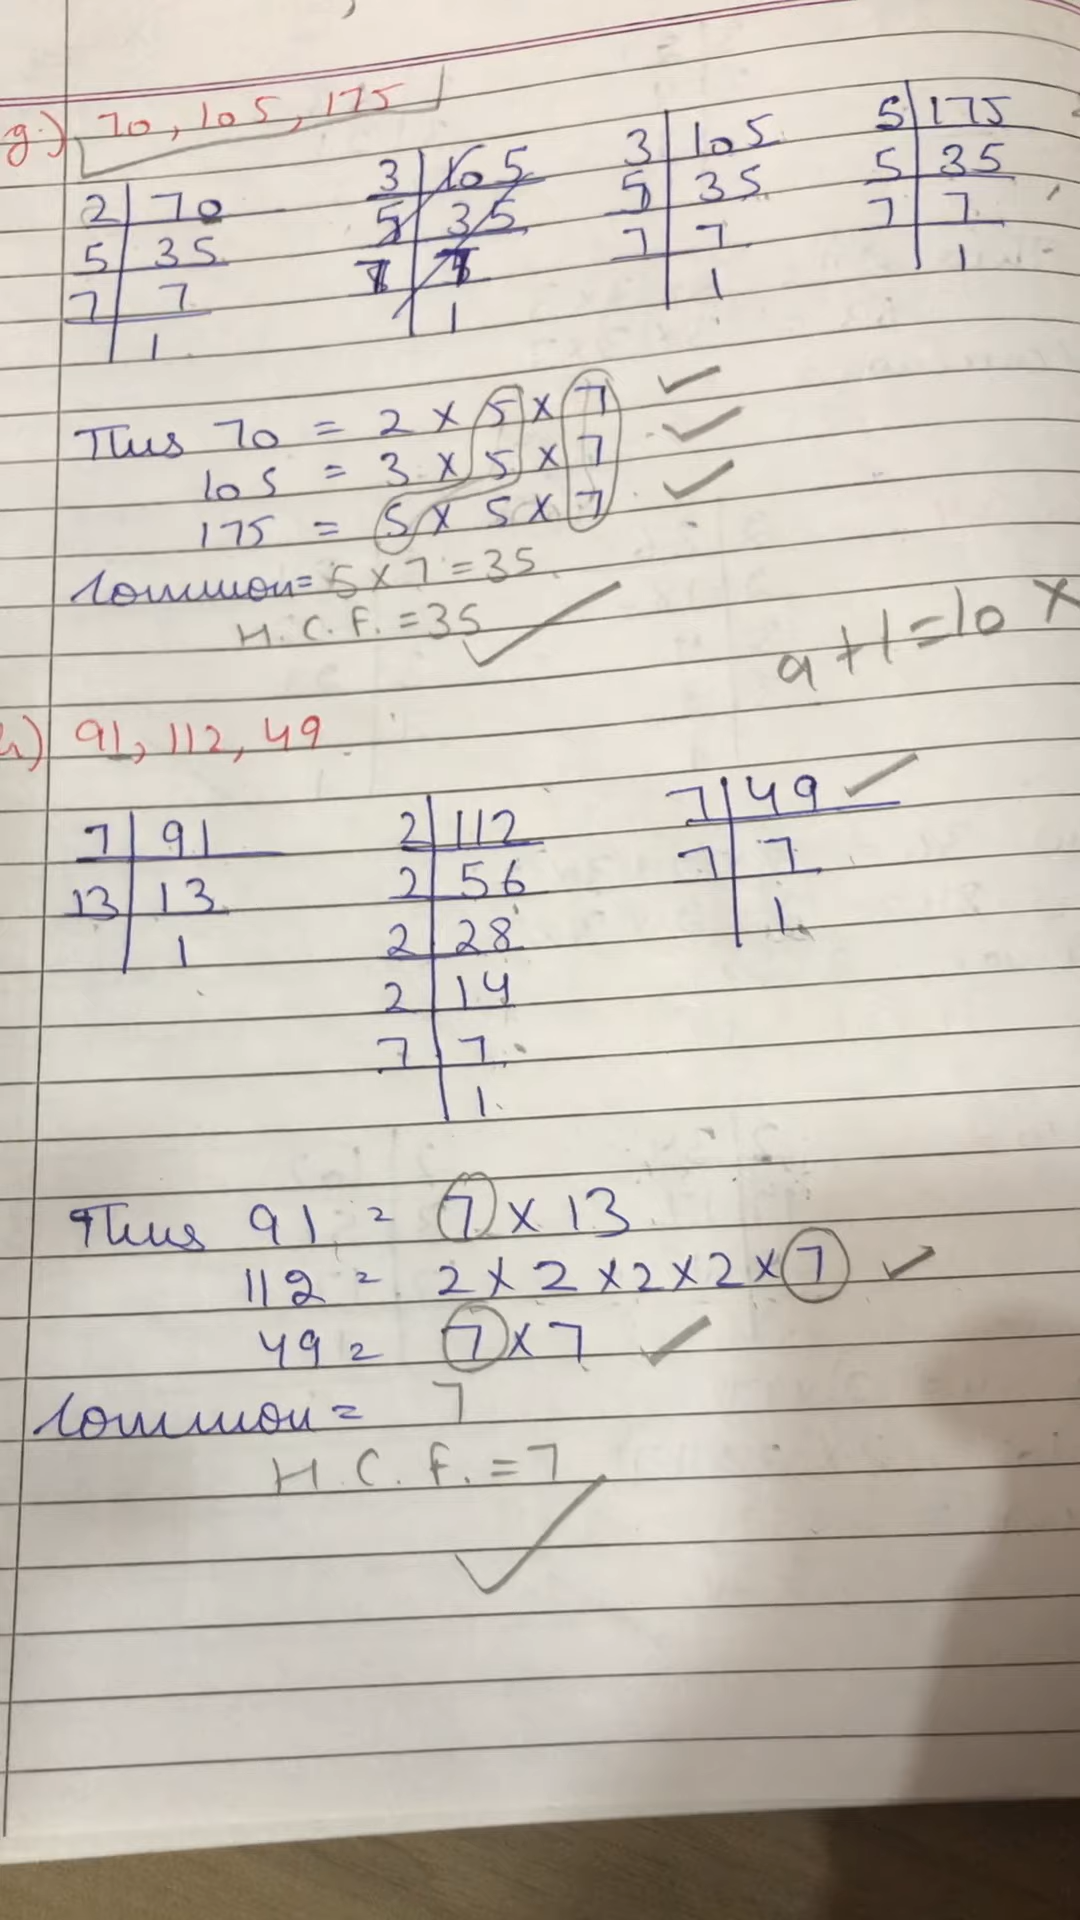 g.) 70, 105, 175
2 70
5 35
7 7
1
3 105
5 35
7 7
1
3 105
5 35
7 7
1
5 175
5 35
7 7
1
Thus 70 = 2 × 5 × 7
105 = 3 × 5 × 7
175 = 5 × 5 × 7
Common = 5 × 7 = 35
H.C.F. = 35
9 + 1 = 10 ×
h) 91, 112, 49
7 91
13 13
1
2 112
2 56
2 28
2 14
7 7
1
7 49
7 7
1
Thus 91 = 7 × 13
112 = 2 × 2 × 2 × 2 × 7
49 = 7 × 7
Common = 7
H.C.F. = 7